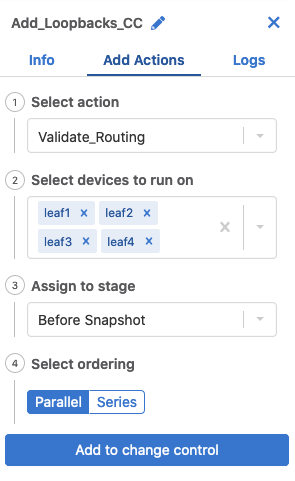 Add_Loopbacks_CC
Info Add Actions Logs
1 Select action
Validate_Routing
2 Select devices to run on
leaf1 × leaf2 ×
leaf3 × leaf4 ×
3 Assign to stage
Before Snapshot
4 Select ordering
Parallel Series
Add to change control